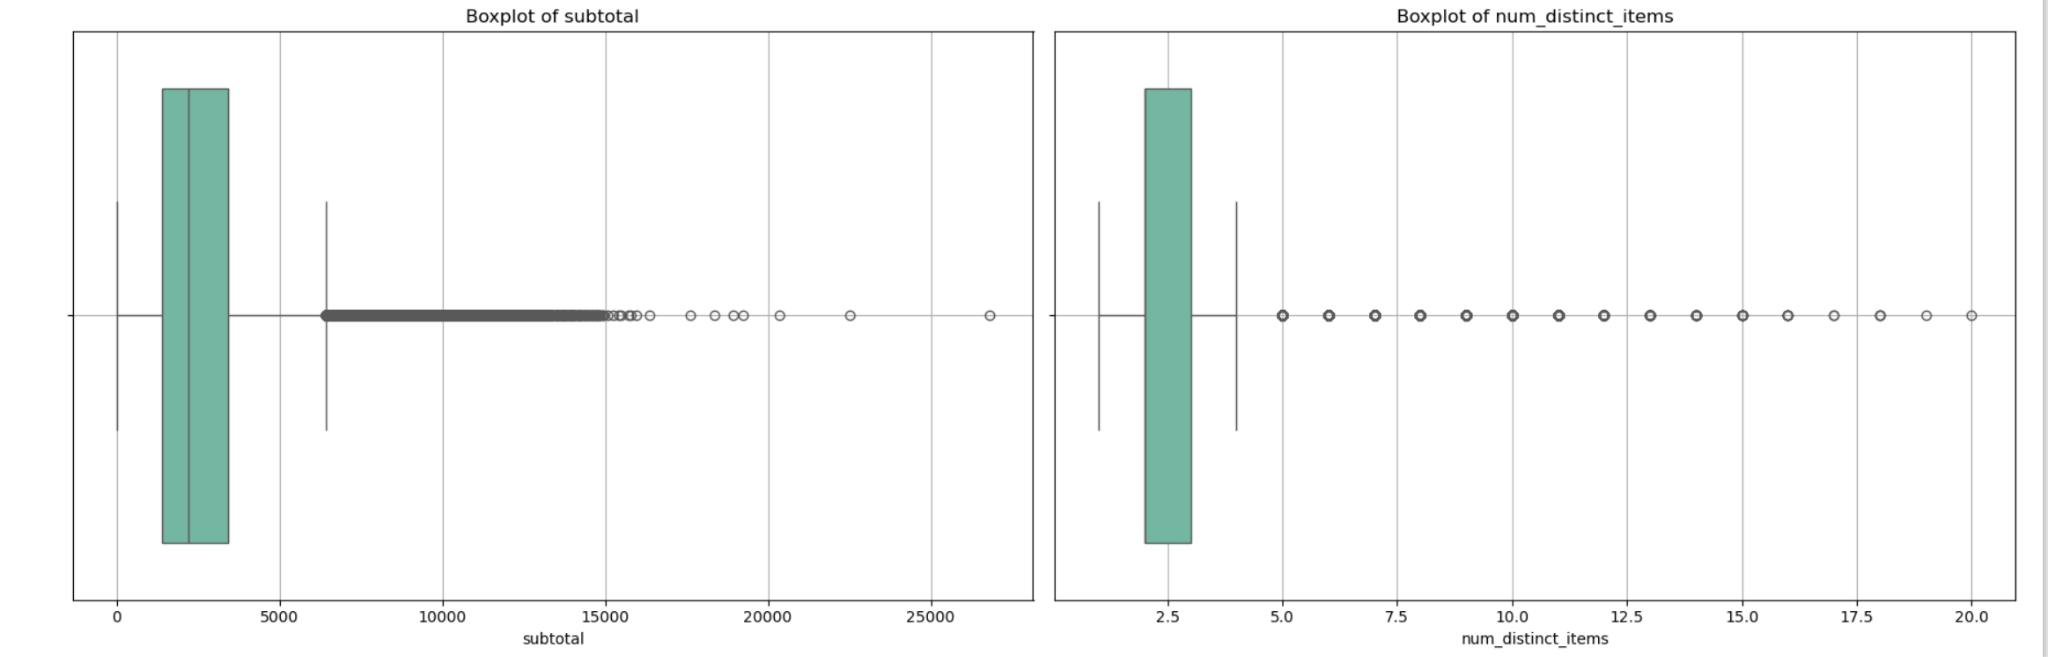 Boxplot of subtotal
0 5000 10000 15000 20000 25000
subtotal
Boxplot of num_distinct_items
2.5 5.0 7.5 10.0 12.5 15.0 17.5 20.0
num_distinct_items